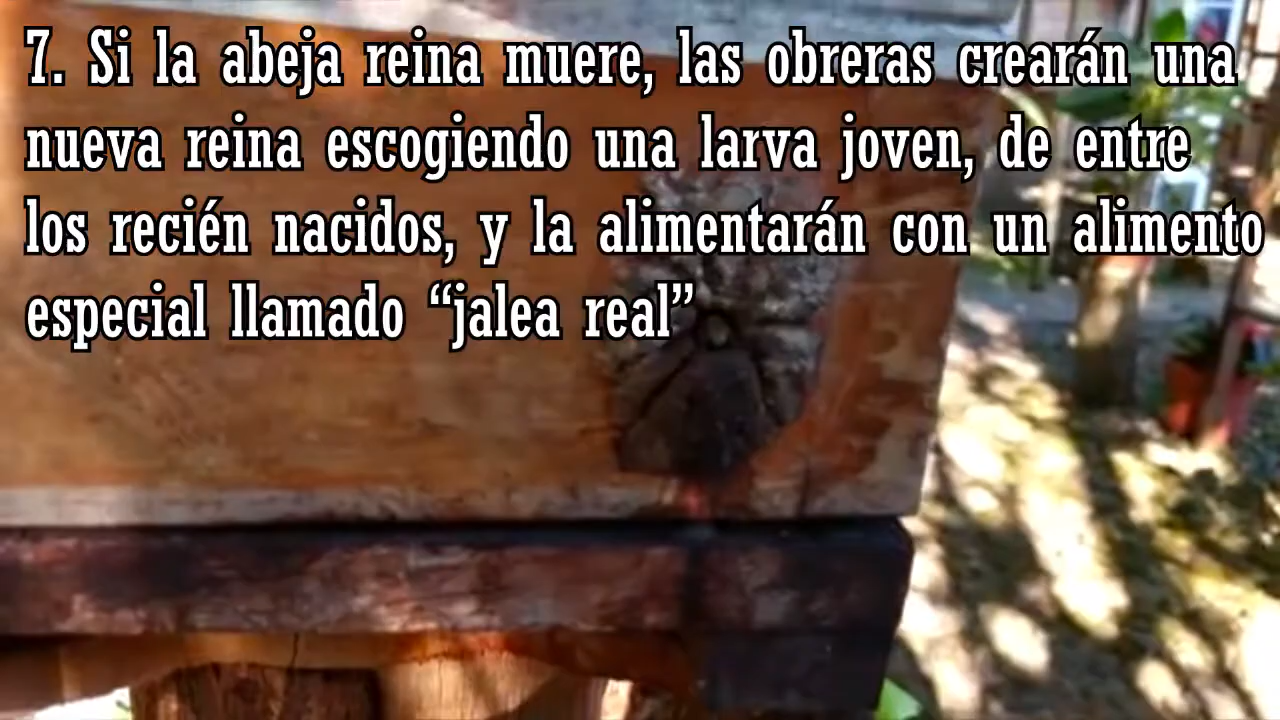 7. Si la abeja reina muere, las obreras crearán una
nueva reina escogiendo una larva joven, de entre
los recién nacidos, y la alimentarán con un alimento
especial llamado “jalea real”